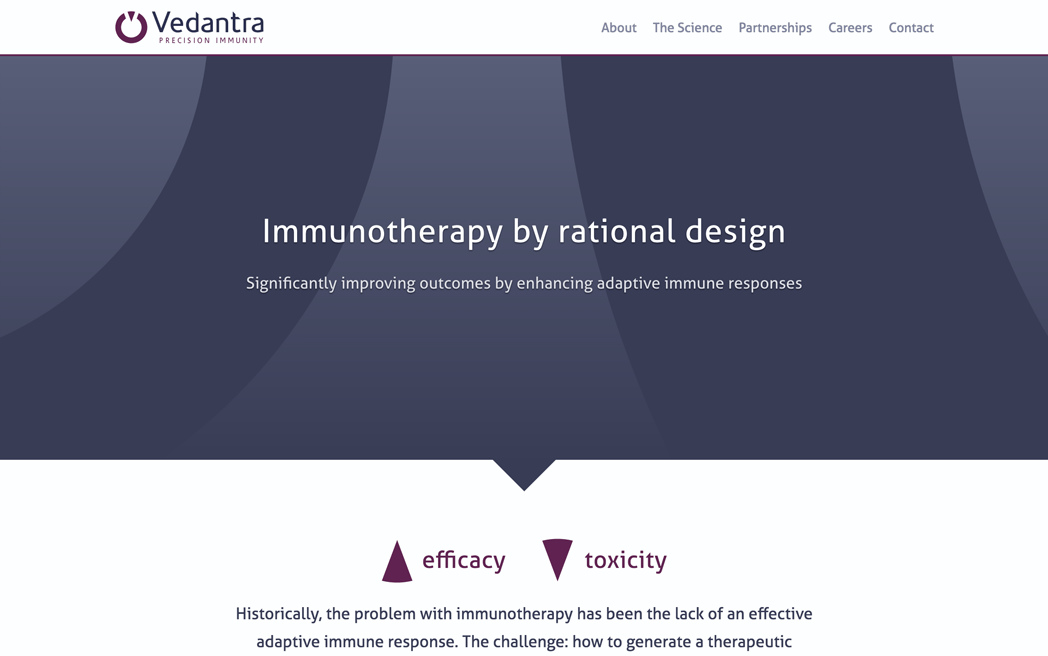 Vedantra
PRECISION IMMUNITY
About The Science Partnerships Careers Contact
Immunotherapy by rational design
Significantly improving outcomes by enhancing adaptive immune responses
efficacy toxicity
Historically, the problem with immunotherapy has been the lack of an effective
adaptive immune response. The challenge: how to generate a therapeutic